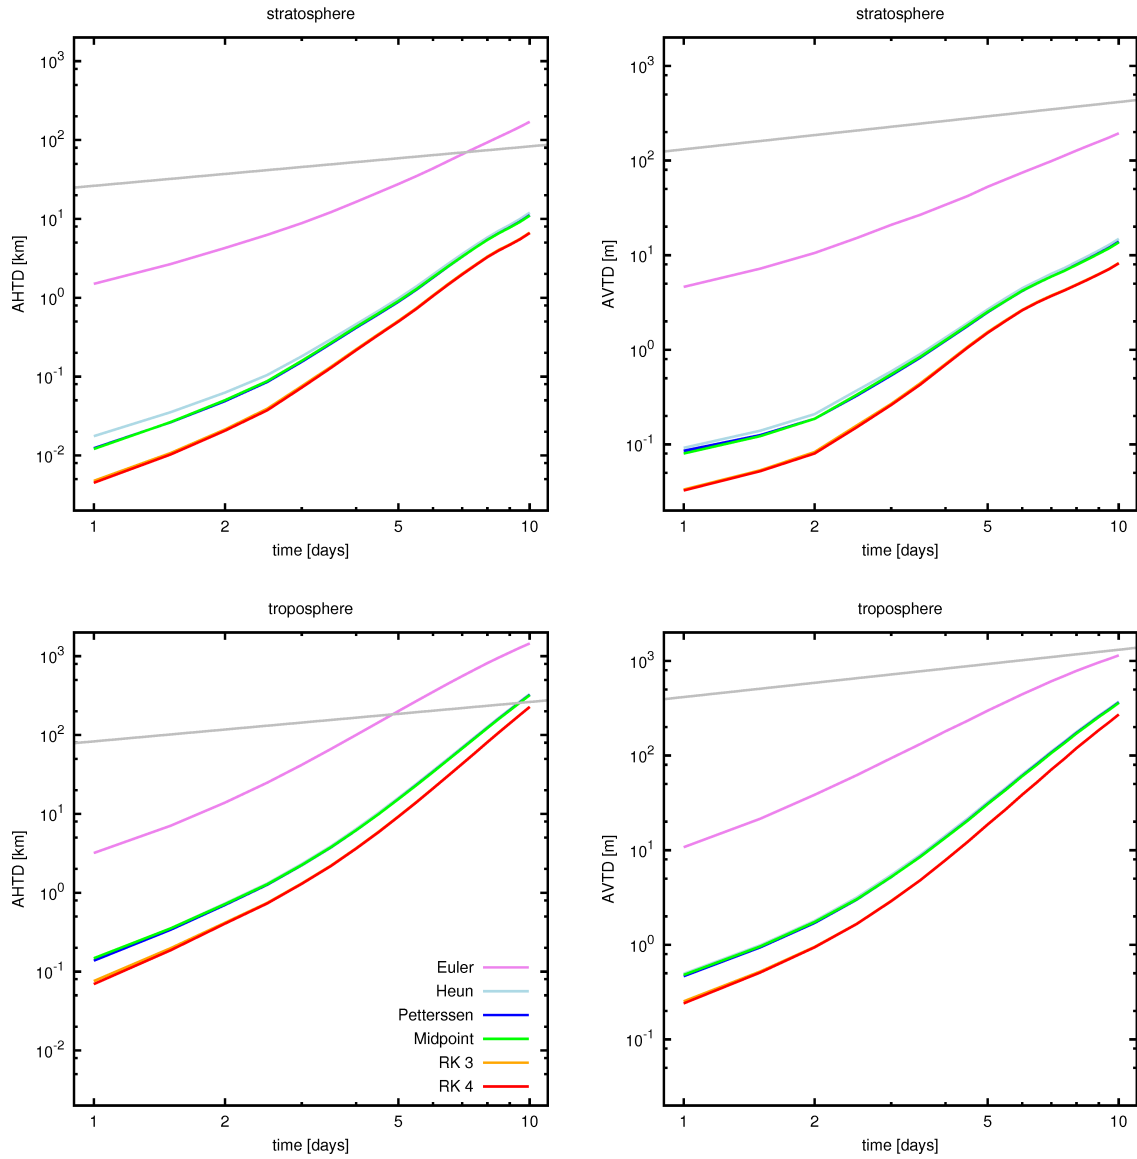 stratosphere
AHTD [km]
10^3
10^2
10^1
10^0
10^-1
10^-2
1 2 5 10
time [days]
stratosphere
AVTD [m]
10^3
10^2
10^1
10^0
10^-1
1 2 5 10
time [days]
troposphere
AHTD [km]
10^3
10^2
10^1
10^0
10^-1
10^-2
Euler
Heun
Petterssen
Midpoint
RK 3
RK 4
1 2 5 10
time [days]
troposphere
AVTD [m]
10^3
10^2
10^1
10^0
10^-1
1 2 5 10
time [days]